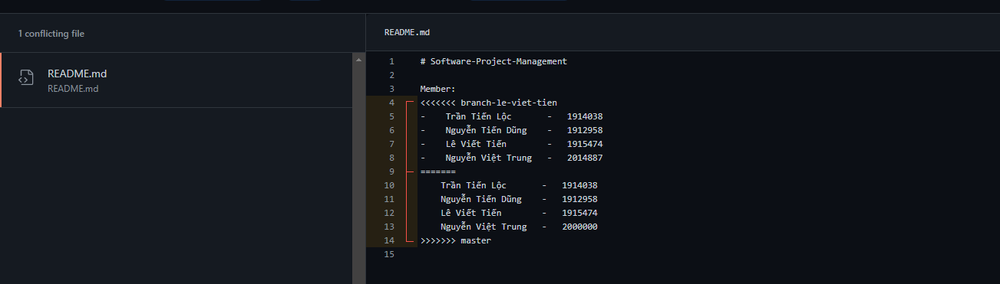 1 conflicting file
README.md
README.md
README.md
1 # Software-Project-Management
2
3 Member:
4 <<<<<<< branch-le-viet-tien
5 - Trần Tiến Lộc - 1914038
6 - Nguyễn Tiến Dũng - 1912958
7 - Lê Viết Tiến - 1915474
8 - Nguyễn Việt Trung - 2014887
9 =======
10 Trần Tiến Lộc - 1914038
11 Nguyễn Tiến Dũng - 1912958
12 Lê Viết Tiến - 1915474
13 Nguyễn Việt Trung - 2000000
14 >>>>>>> master
15